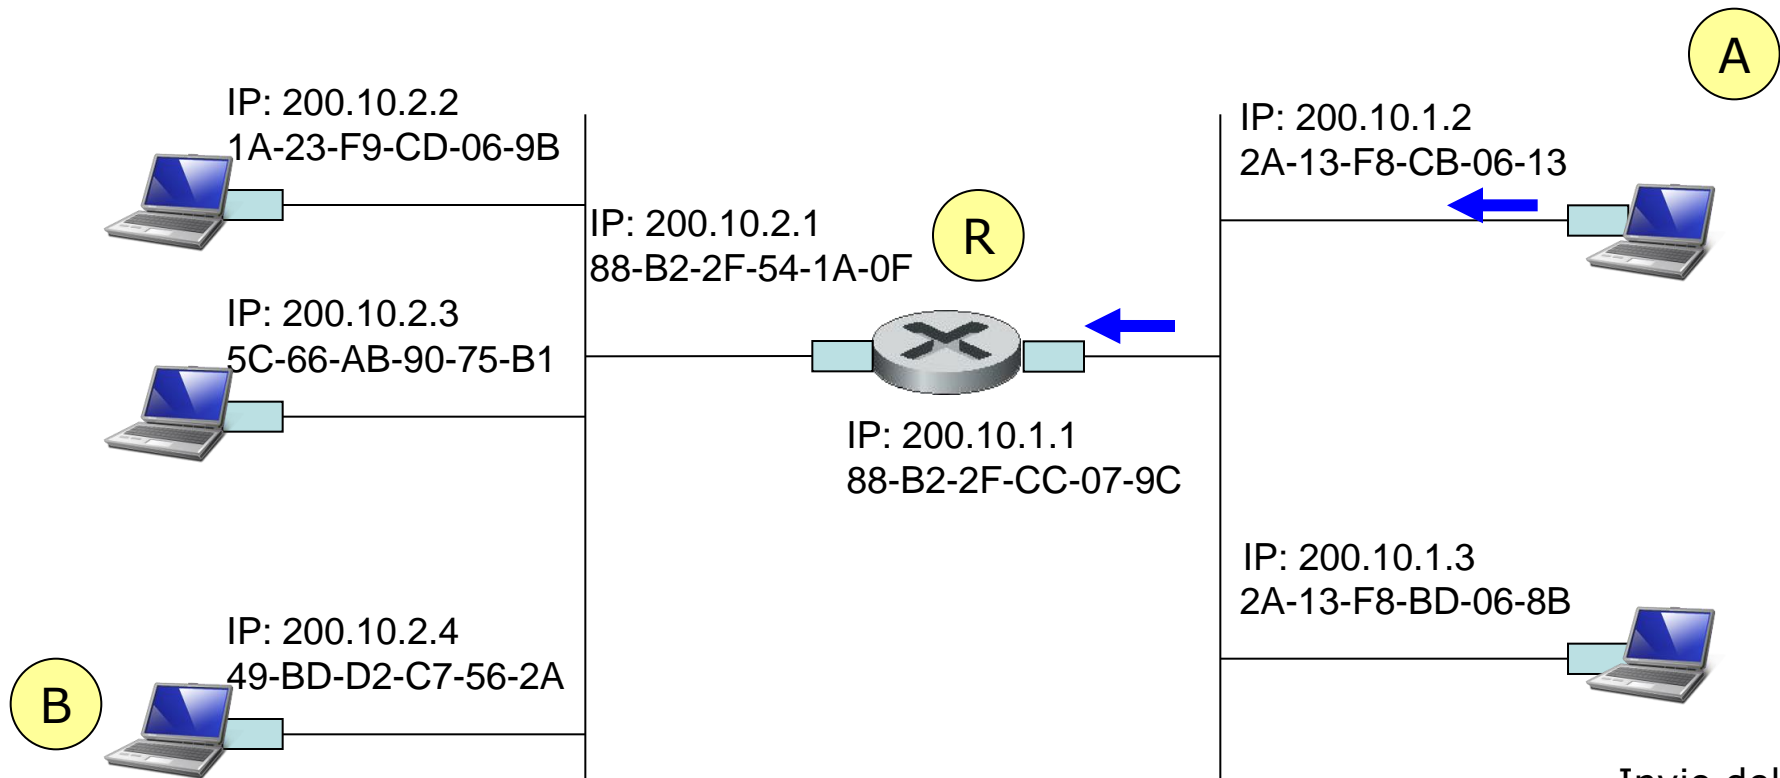 A
IP: 200.10.2.2
1A-23-F9-CD-06-9B
IP: 200.10.1.2
2A-13-F8-CB-06-13
IP: 200.10.2.1
88-B2-2F-54-1A-0F
R
IP: 200.10.2.3
5C-66-AB-90-75-B1
IP: 200.10.1.1
88-B2-2F-CC-07-9C
IP: 200.10.1.3
2A-13-F8-BD-06-8B
IP: 200.10.2.4
49-BD-D2-C7-56-2A
B
Invio del